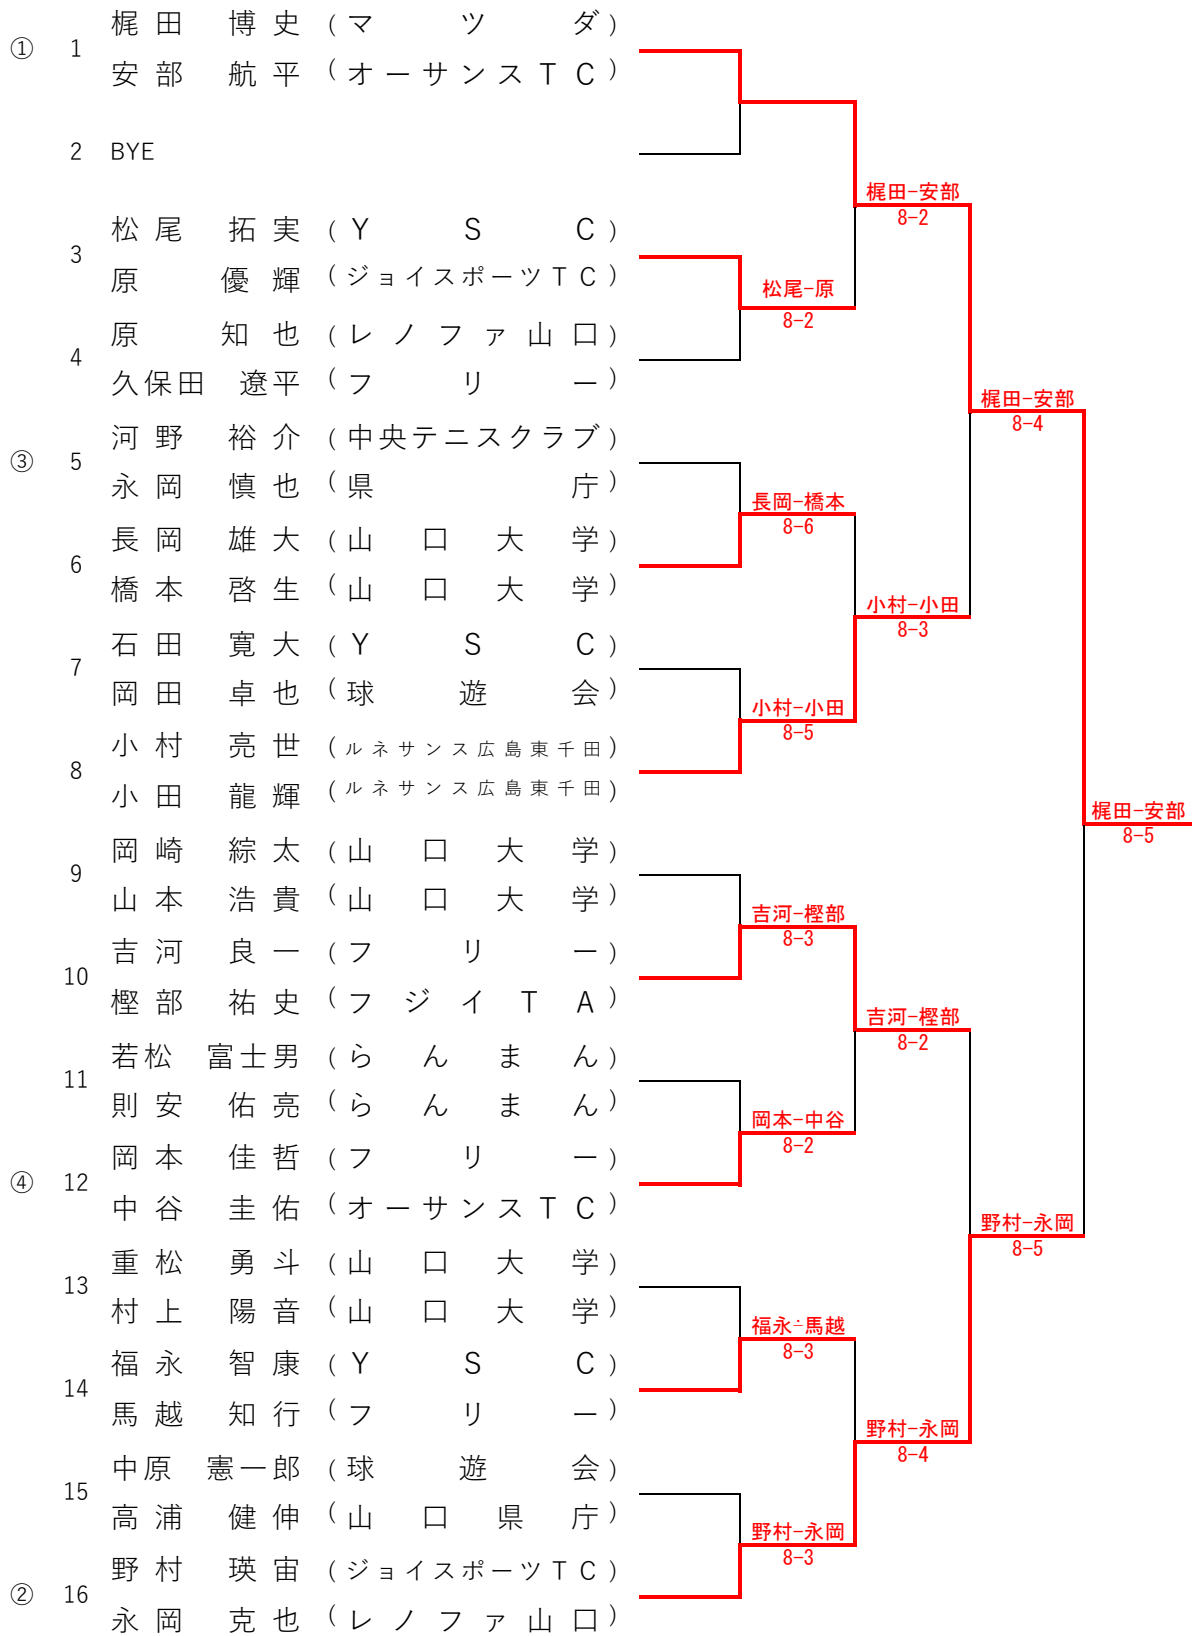 ① 1 梶田 博史 (マツダ)
安部 航平 (オーサンスTC)
2 BYE
梶田-安部
8-2
3 松尾 拓実 (YSC)
原 優輝 (ジョイスポーツTC)
松尾-原
8-2
4 原 知也 (レノファ山口)
久保田 遼平 (フリー)
梶田-安部
8-4
③ 5 河野 裕介 (中央テニスクラブ)
永岡 慎也 (県庁)
長岡-橋本
8-6
6 長岡 雄大 (山口大学)
橋本 啓生 (山口大学)
小村-小田
8-3
7 石田 寛大 (YSC)
岡田 卓也 (球遊会)
小村-小田
8-5
8 小村 亮世 (ルネサンス広島東千田)
小田 龍輝 (ルネサンス広島東千田)
梶田-安部
8-5
9 岡崎 綜太 (山口大学)
山本 浩貴 (山口大学)
吉河-樫部
8-3
10 吉河 良一 (フリー)
樫部 祐史 (フジイTA)
吉河-樫部
8-2
11 若松 富士男 (らんまん)
則安 佑亮 (らんまん)
岡本-中谷
8-2
④ 12 岡本 佳哲 (フリー)
中谷 圭佑 (オーサンスTC)
野村-永岡
8-5
13 重松 勇斗 (山口大学)
村上 陽音 (山口大学)
福永-馬越
8-3
14 福永 智康 (YSC)
馬越 知行 (フリー)
野村-永岡
8-4
15 中原 憲一郎 (球遊会)
高浦 健伸 (山口県庁)
野村-永岡
8-3
② 16 野村 瑛宙 (ジョイスポーツTC)
永岡 克也 (レノファ山口)